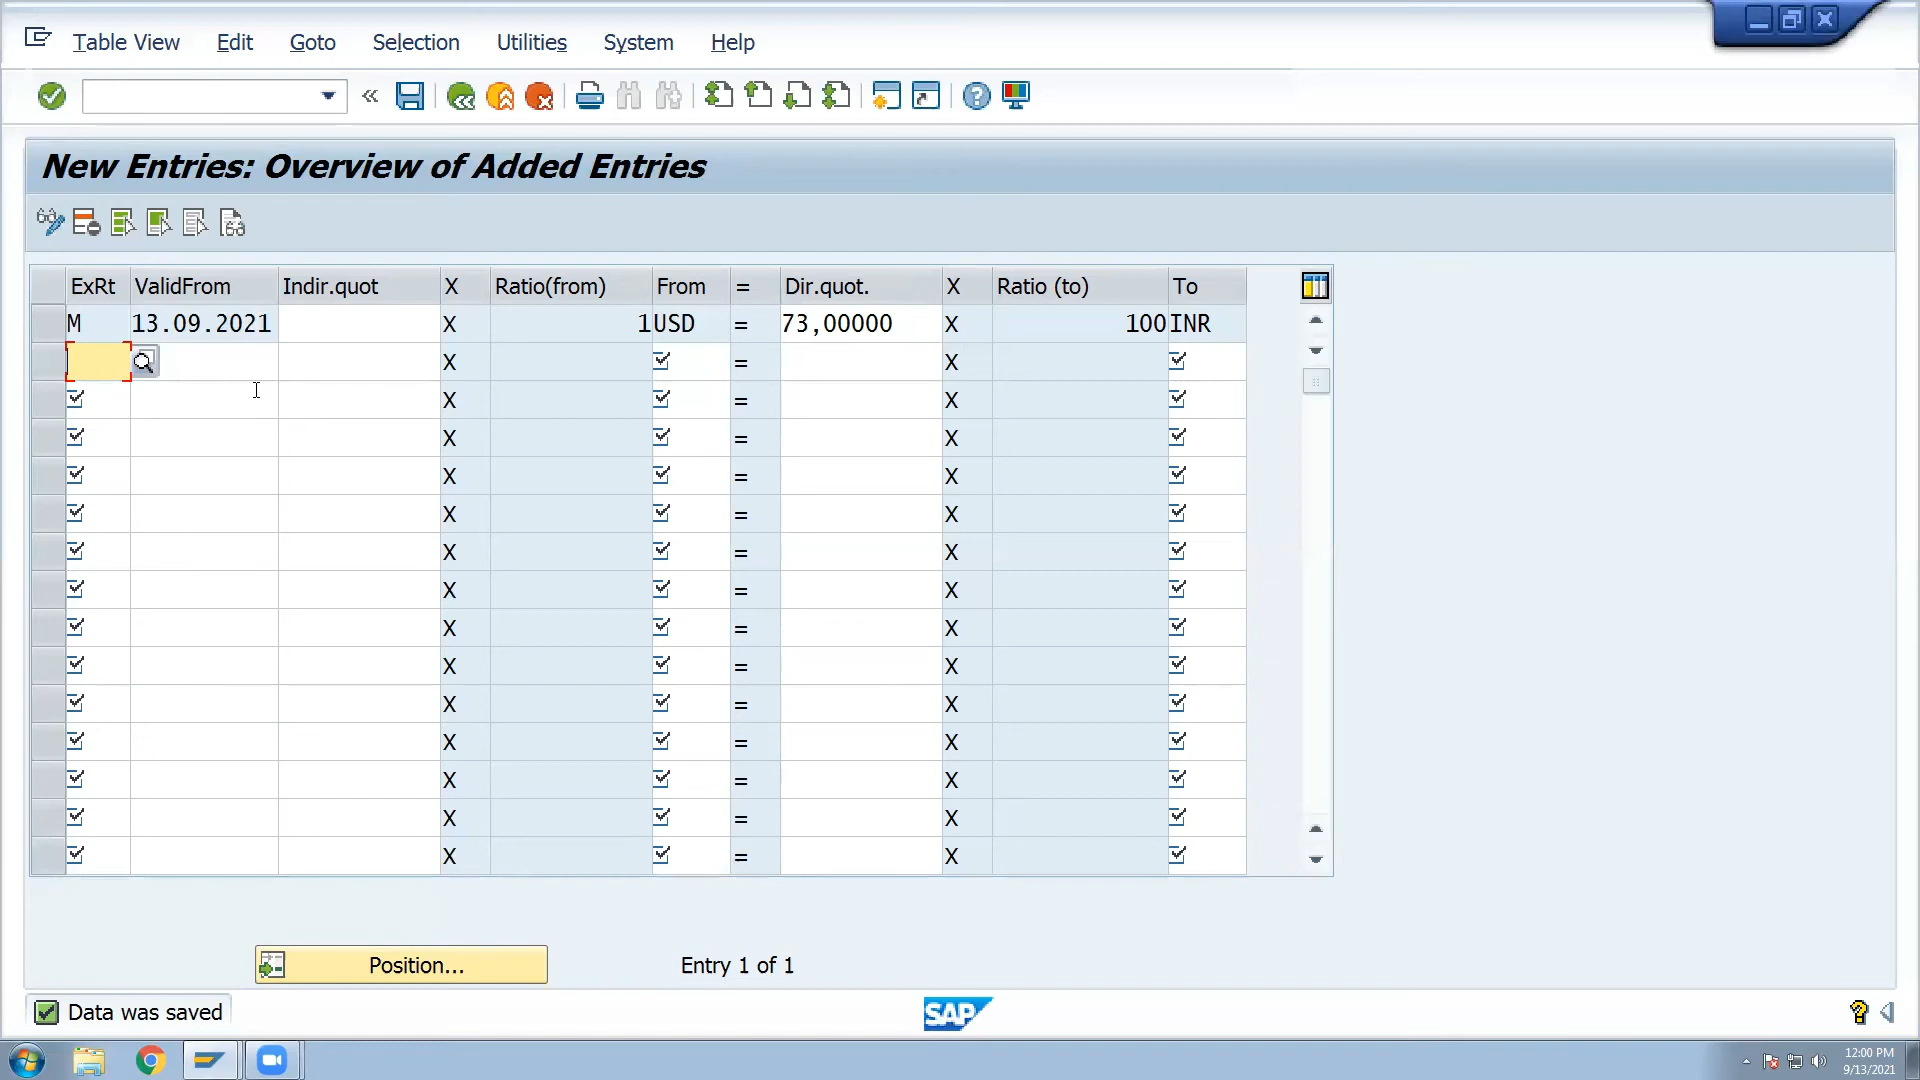 Table View Edit Goto Selection Utilities System Help
New Entries: Overview of Added Entries
ExRt ValidFrom Indir.quot X Ratio(from) From = Dir.quot. X Ratio (to) To
M 13.09.2021 X 1 USD = 73,00000 X 100 INR
X = X
X = X
X = X
X = X
X = X
X = X
X = X
X = X
X = X
X = X
X = X
X = X
X = X
X = X
Position... Entry 1 of 1
Data was saved SAP
12:00 PM
9/13/2021